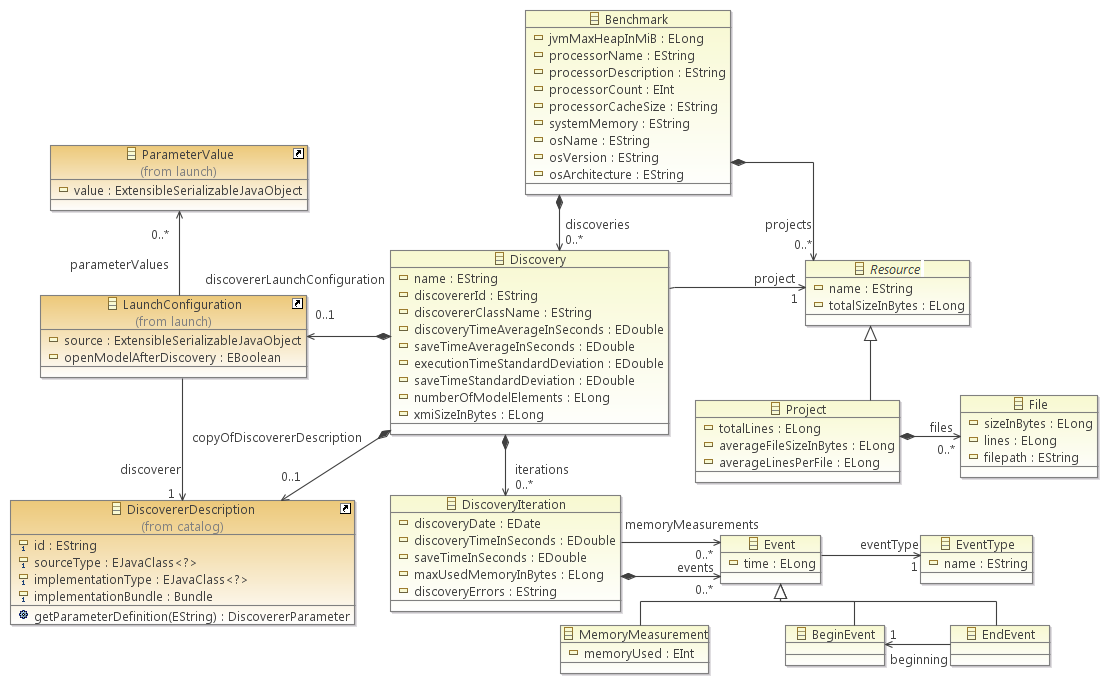 Benchmark
jvmMaxHeapInMiB : ELong
processorName : EString
processorDescription : EString
processorCount : EInt
processorCacheSize : EString
systemMemory : EString
osName : EString
osVersion : EString
osArchitecture : EString
ParameterValue
(from launch)
value : ExtensibleSerializableJavaObject
0..*
parameterValues
discoveries
0..*
projects
0..*
discovererLaunchConfiguration
0..1
LaunchConfiguration
(from launch)
source : ExtensibleSerializableJavaObject
openModelAfterDiscovery : EBoolean
Discovery
name : EString
discovererId : EString
discovererClassName : EString
discoveryTimeAverageInSeconds : EDouble
saveTimeAverageInSeconds : EDouble
executionTimeStandardDeviation : EDouble
saveTimeStandardDeviation : EDouble
numberOfModelElements : ELong
xmiSizeInBytes : ELong
project
1
Resource
name : EString
totalSizeInBytes : ELong
Project
totalLines : ELong
averageFileSizeInBytes : ELong
averageLinesPerFile : ELong
files
0..*
File
sizeInBytes : ELong
lines : ELong
filepath : EString
copyOfDiscovererDescription
0..1
discoverer
1
iterations
0..*
DiscovererDescription
(from catalog)
id : EString
sourceType : EJavaClass<?>
implementationType : EJavaClass<?>
implementationBundle : Bundle
getParameterDefinition(EString) : DiscovererParameter
DiscoveryIteration
discoveryDate : EDate
discoveryTimeInSeconds : EDouble
saveTimeInSeconds : EDouble
maxUsedMemoryInBytes : ELong
discoveryErrors : EString
memoryMeasurements
0..*
events
0..*
Event
time : ELong
eventType
1
EventType
name : EString
MemoryMeasurement
memoryUsed : EInt
BeginEvent
1
beginning
EndEvent